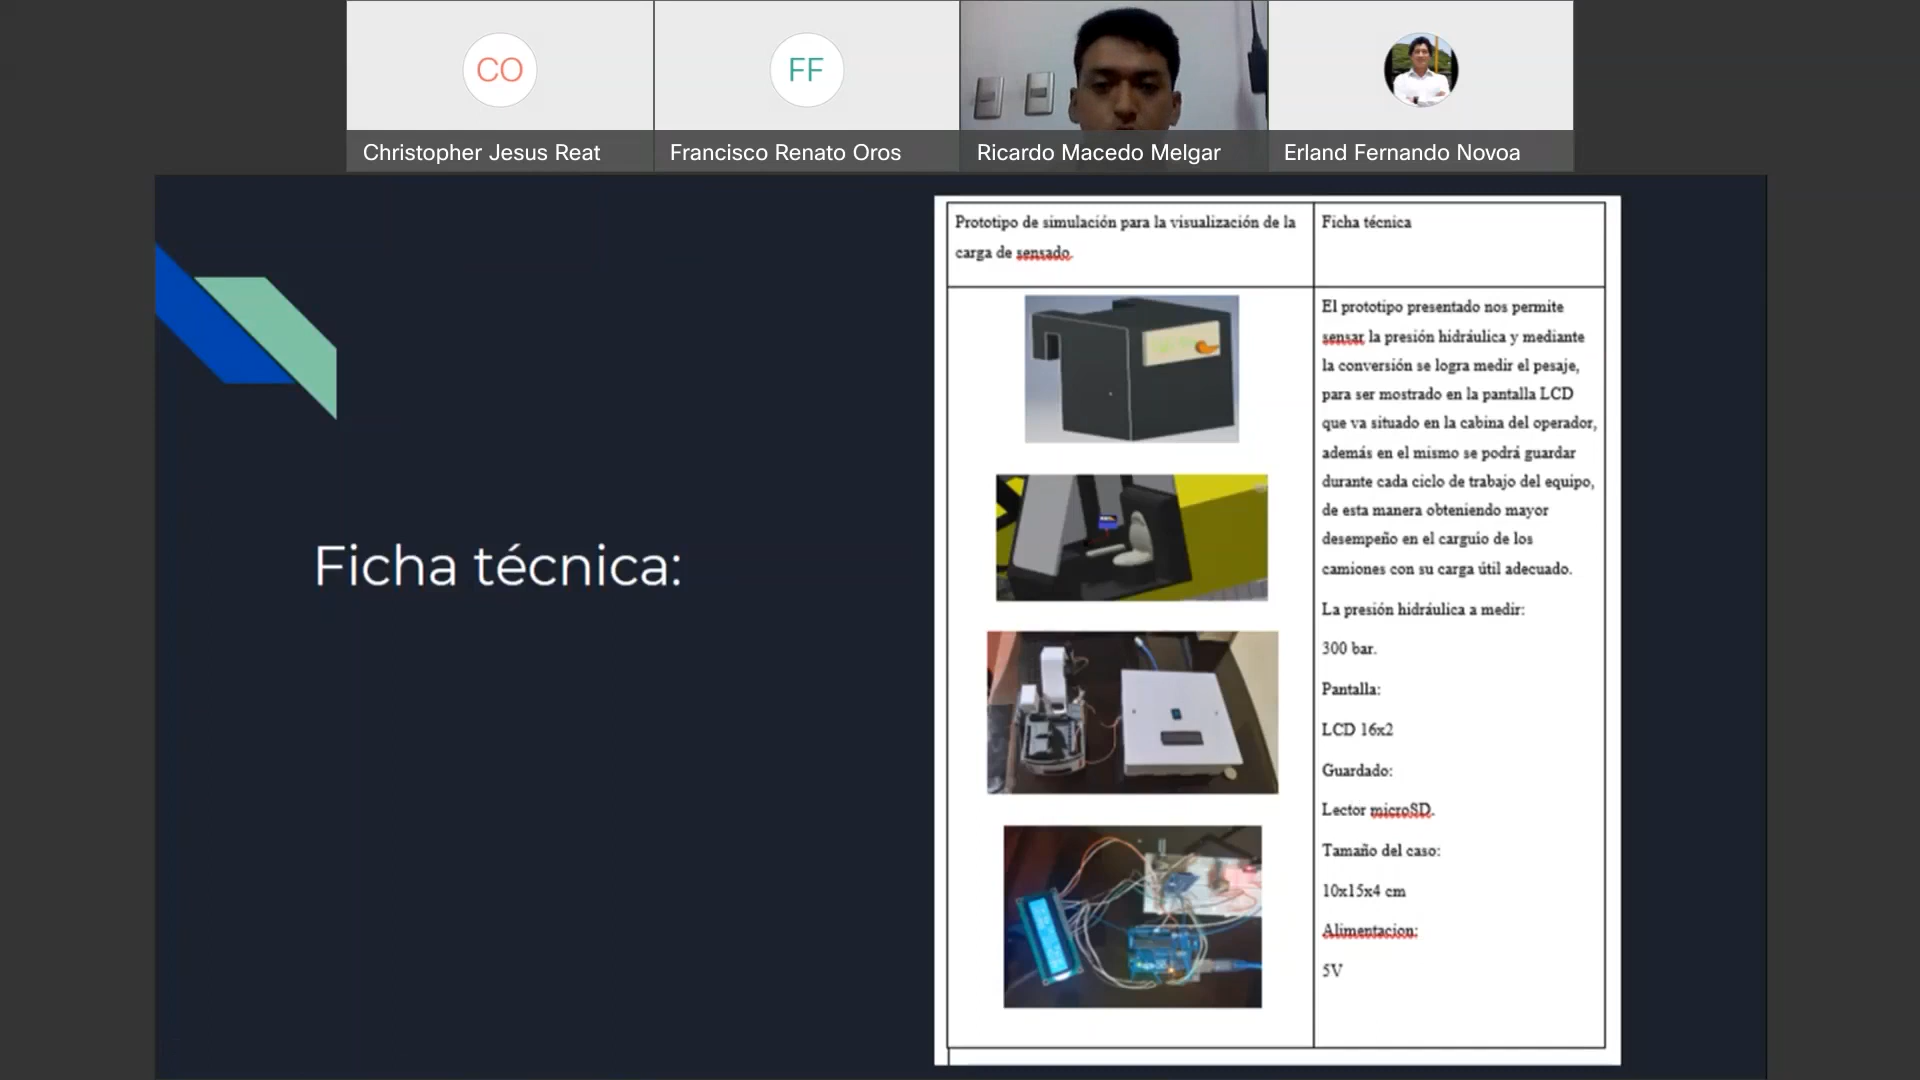 CO
FF
Christopher Jesus Reat
Francisco Renato Oros
Ricardo Macedo Melgar
Erland Fernando Novoa
Ficha técnica:
Prototipo de simulación para la visualización de la
carga de sensado.
Ficha técnica
El prototipo presentado nos permite
sensar la presión hidráulica y mediante
la conversión se logra medir el pesaje,
para ser mostrado en la pantalla LCD
que va situado en la cabina del operador,
además en el mismo se podrá guardar
durante cada ciclo de trabajo del equipo,
de esta manera obteniendo mayor
desempeño en el carguío de los
camiones con su carga útil adecuado.
La presión hidráulica a medir:
300 bar.
Pantalla:
LCD 16x2
Guardado:
Lector microSD.
Tamaño del caso:
10x15x4 cm
Alimentacion:
5V